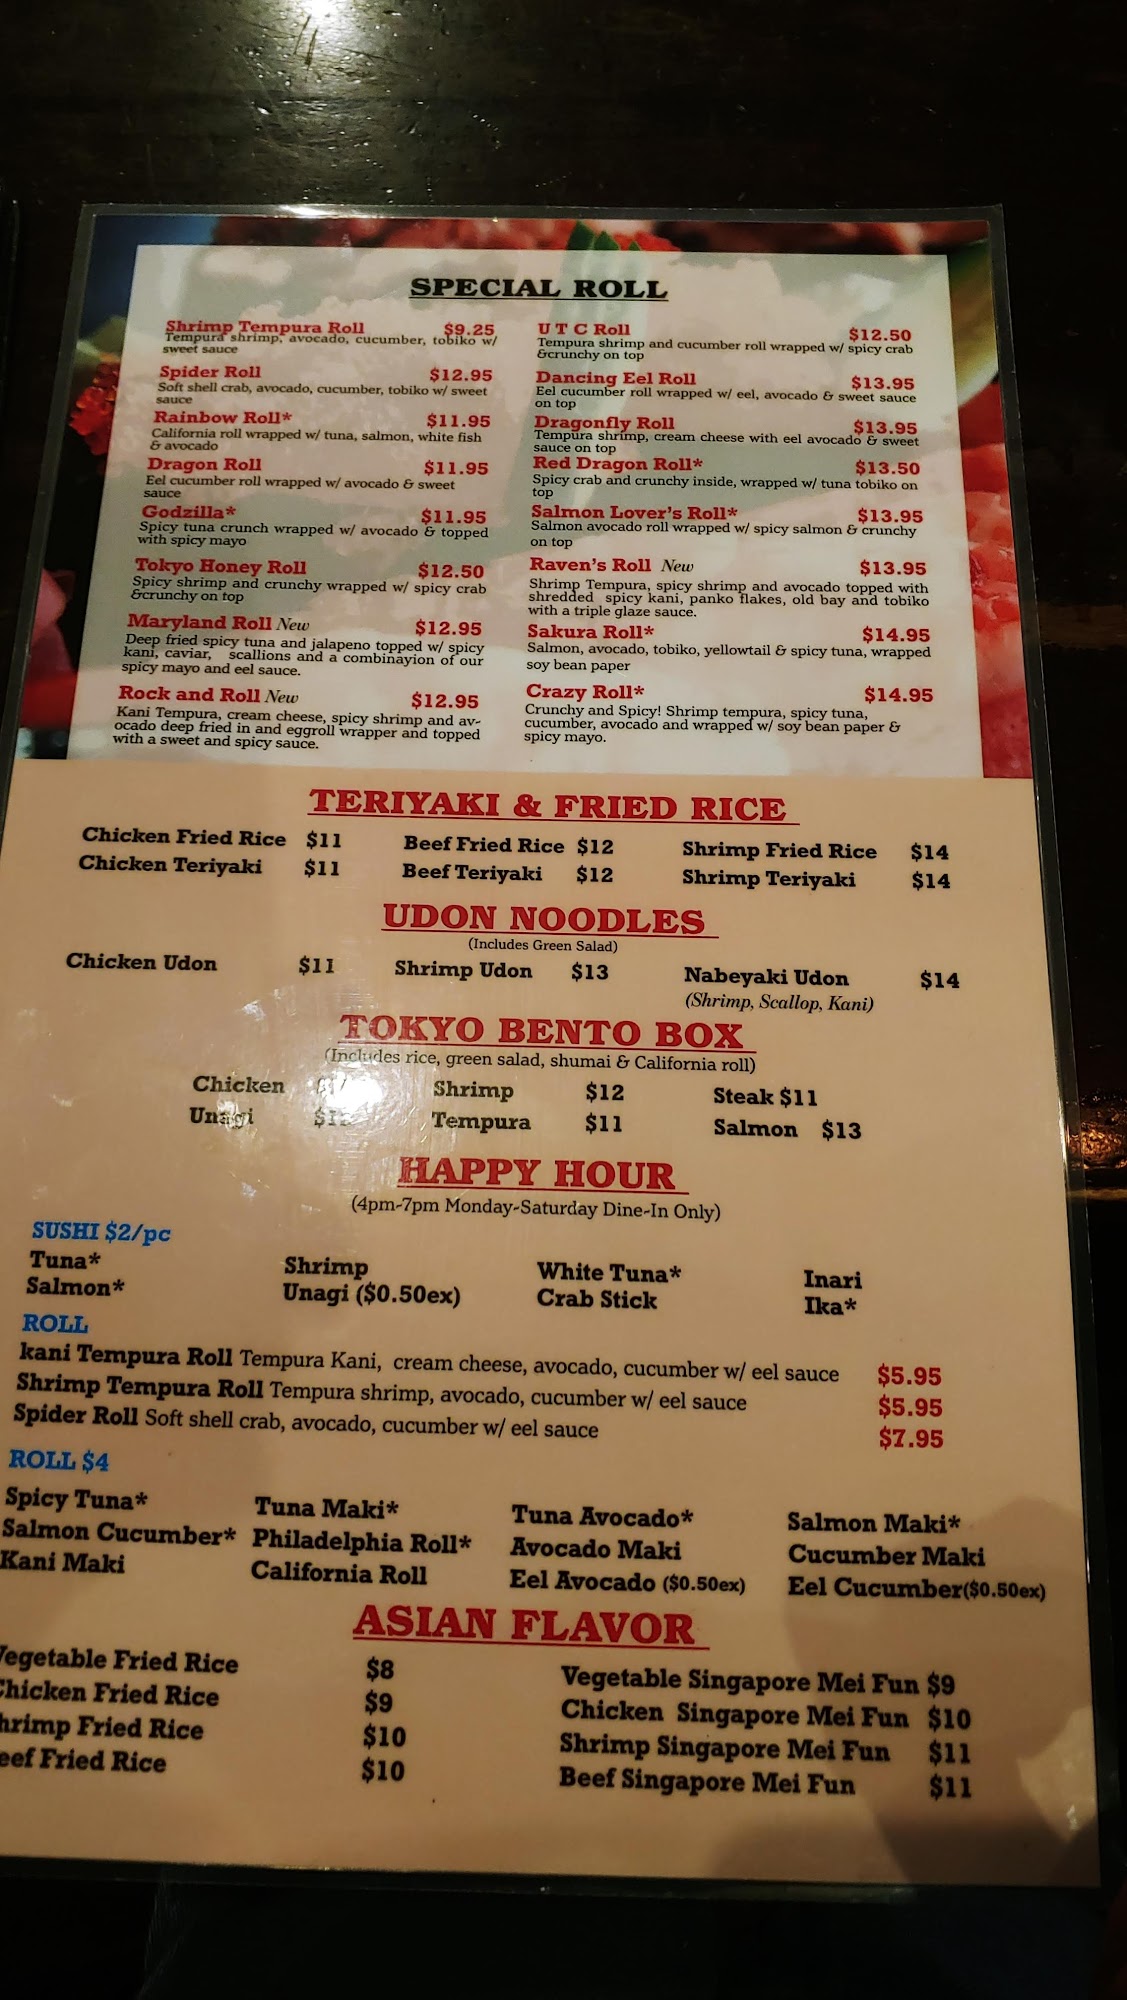 SPECIAL ROLL
Shrimp Tempura Roll $9.25
Tempura shrimp, avocado, cucumber, tobiko w/
sweet sauce
Spider Roll $12.95
Soft shell crab, avocado, cucumber, tobiko w/ sweet
sauce
Rainbow Roll* $11.95
California roll wrapped w/ tuna, salmon, white fish
& avocado
Dragon Roll $11.95
Eel cucumber roll wrapped w/ avocado & sweet
sauce
Godzilla* $11.95
Spicy tuna crunch wrapped w/ avocado & topped
with spicy mayo
Tokyo Honey Roll $12.50
Spicy shrimp and crunchy wrapped w/ spicy crab
&crunchy on top
Maryland Roll New $12.95
Deep fried spicy tuna and jalapeno topped w/ spicy
kani, caviar, scallions and a combinayion of our
spicy mayo and eel sauce.
Rock and Roll New $12.95
Kani Tempura, cream cheese, spicy shrimp and av-
ocado deep fried in and eggroll wrapper and topped
with a sweet and spicy sauce.
U T C Roll $12.50
Tempura shrimp and cucumber roll wrapped w/ spicy crab
&crunchy on top
Dancing Eel Roll $13.95
Eel cucumber roll wrapped w/ eel, avocado & sweet sauce
on top
Dragonfly Roll $13.95
Tempura shrimp, cream cheese with eel avocado & sweet
sauce on top
Red Dragon Roll* $13.50
Spicy crab and crunchy inside, wrapped w/ tuna tobiko on
top
Salmon Lover's Roll* $13.95
Salmon avocado roll wrapped w/ spicy salmon & crunchy
on top
Raven's Roll New $13.95
Shrimp Tempura, spicy shrimp and avocado topped with
shredded spicy kani, panko flakes, old bay and tobiko
with a triple glaze sauce.
Sakura Roll* $14.95
Salmon, avocado, tobiko, yellowtail & spicy tuna, wrapped
soy bean paper
Crazy Roll* $14.95
Crunchy and Spicy! Shrimp tempura, spicy tuna,
cucumber, avocado and wrapped w/ soy bean paper &
spicy mayo.
TERIYAKI & FRIED RICE
Chicken Fried Rice $11 Beef Fried Rice $12 Shrimp Fried Rice $14
Chicken Teriyaki $11 Beef Teriyaki $12 Shrimp Teriyaki $14
UDON NOODLES
(Includes Green Salad)
Chicken Udon $11 Shrimp Udon $13 Nabeyaki Udon $14
(Shrimp, Scallop, Kani)
TOKYO BENTO BOX
(Includes rice, green salad, shumai & California roll)
Chicken Shrimp $12 Steak $11
Unagi Tempura $11 Salmon $13
HAPPY HOUR
(4pm-7pm Monday-Saturday Dine-In Only)
SUSHI $2/pc
Tuna* Shrimp White Tuna* Inari
Salmon* Unagi ($0.50ex) Crab Stick Ika*
ROLL
kani Tempura Roll Tempura Kani, cream cheese, avocado, cucumber w/ eel sauce $5.95
Shrimp Tempura Roll Tempura shrimp, avocado, cucumber w/ eel sauce $5.95
Spider Roll Soft shell crab, avocado, cucumber w/ eel sauce $7.95
ROLL $4
Spicy Tuna* Tuna Maki* Tuna Avocado* Salmon Maki*
Salmon Cucumber* Philadelphia Roll* Avocado Maki Cucumber Maki
Kani Maki California Roll Eel Avocado ($0.50ex) Eel Cucumber($0.50ex)
ASIAN FLAVOR
Vegetable Fried Rice $8 Vegetable Singapore Mei Fun $9
Chicken Fried Rice $9 Chicken Singapore Mei Fun $10
hrimp Fried Rice $10 Shrimp Singapore Mei Fun $11
eef Fried Rice $10 Beef Singapore Mei Fun $11